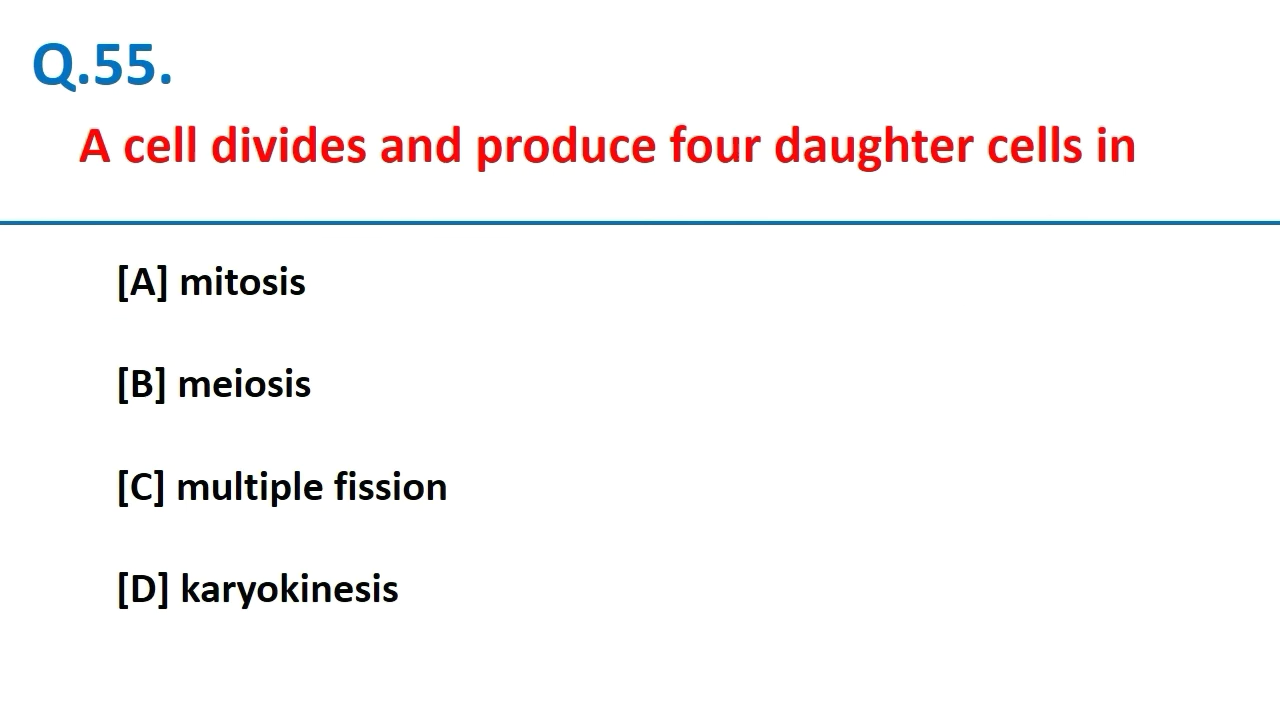 Q.55.
A cell divides and produce four daughter cells in
[A] mitosis
[B] meiosis
[C] multiple fission
[D] karyokinesis